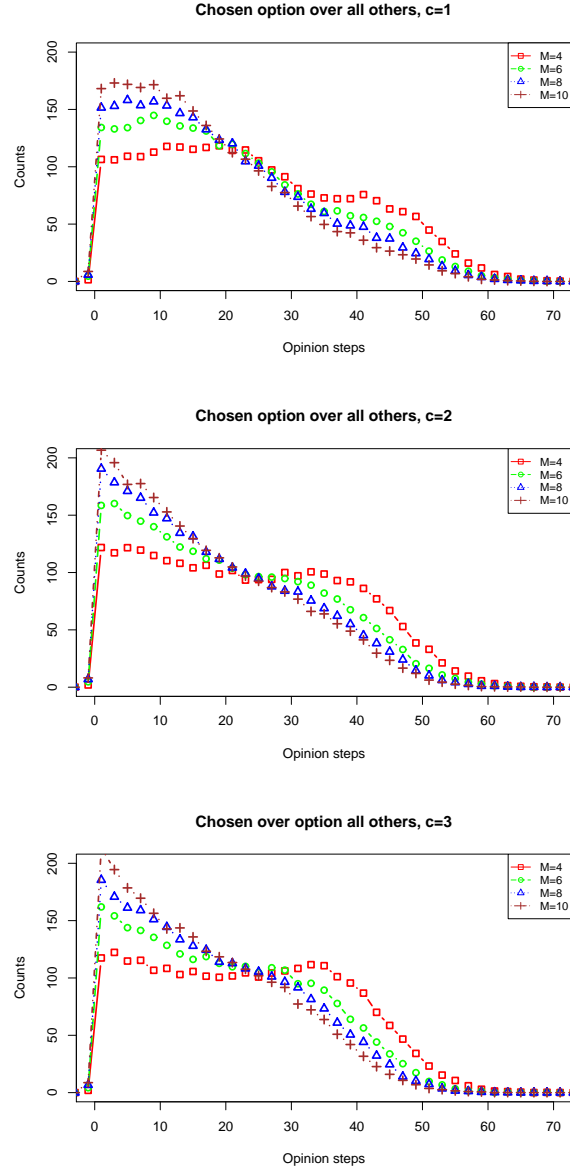 Chosen option over all others, c=1
200
150
100
50
0
Counts
M=4
M=6
M=8
M=10
0 10 20 30 40 50 60 70
Opinion steps
Chosen option over all others, c=2
200
150
100
50
0
Counts
M=4
M=6
M=8
M=10
0 10 20 30 40 50 60 70
Opinion steps
Chosen over option all others, c=3
200
150
100
50
0
Counts
M=4
M=6
M=8
M=10
0 10 20 30 40 50 60 70
Opinion steps